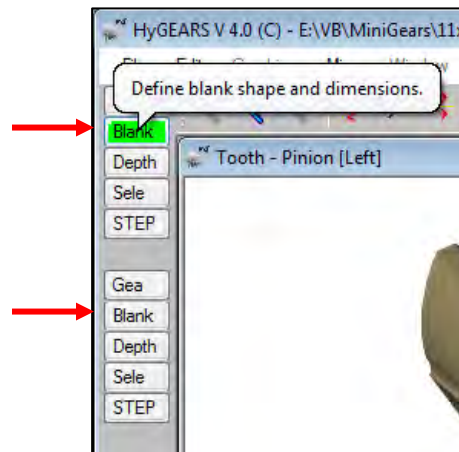 HyGEARS V 4.0 (C) - E:\VB\MiniGears\11x
Define blank shape and dimensions.
Blank
Tooth - Pinion [Left]
Depth
Sele
STEP
Gea
Blank
Depth
Sele
STEP